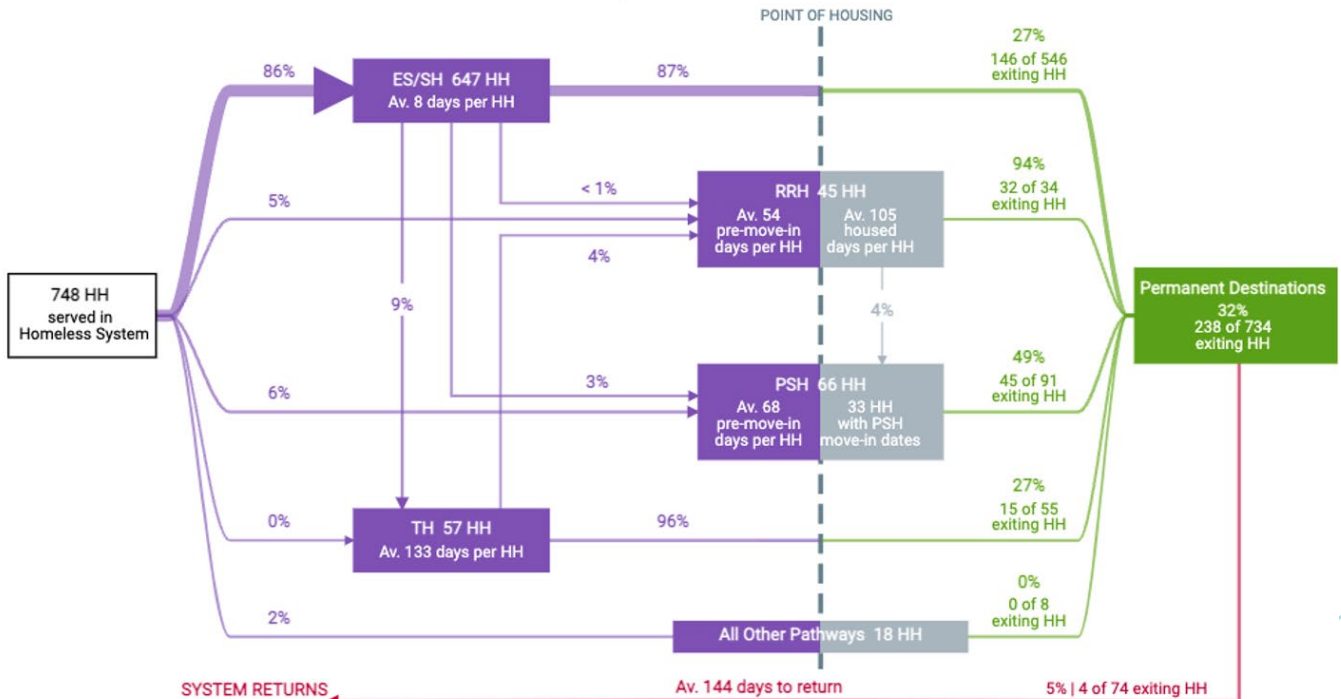 POINT OF HOUSING
86%
ES/SH 647 HH
Av. 8 days per HH
87%
27%
146 of 546
exiting HH
5%
< 1%
4%
RRH 45 HH
Av. 54
pre-move-in
days per HH
Av. 105
housed
days per HH
94%
32 of 34
exiting HH
748 HH
served in
Homeless System
9%
4%
Permanent Destinations
32%
238 of 734
exiting HH
6%
3%
PSH 66 HH
Av. 68
pre-move-in
days per HH
33 HH
with PSH
move-in dates
49%
45 of 91
exiting HH
0%
TH 57 HH
Av. 133 days per HH
96%
27%
15 of 55
exiting HH
2%
All Other Pathways 18 HH
0%
0 of 8
exiting HH
SYSTEM RETURNS
Av. 144 days to return
5% | 4 of 74 exiting HH